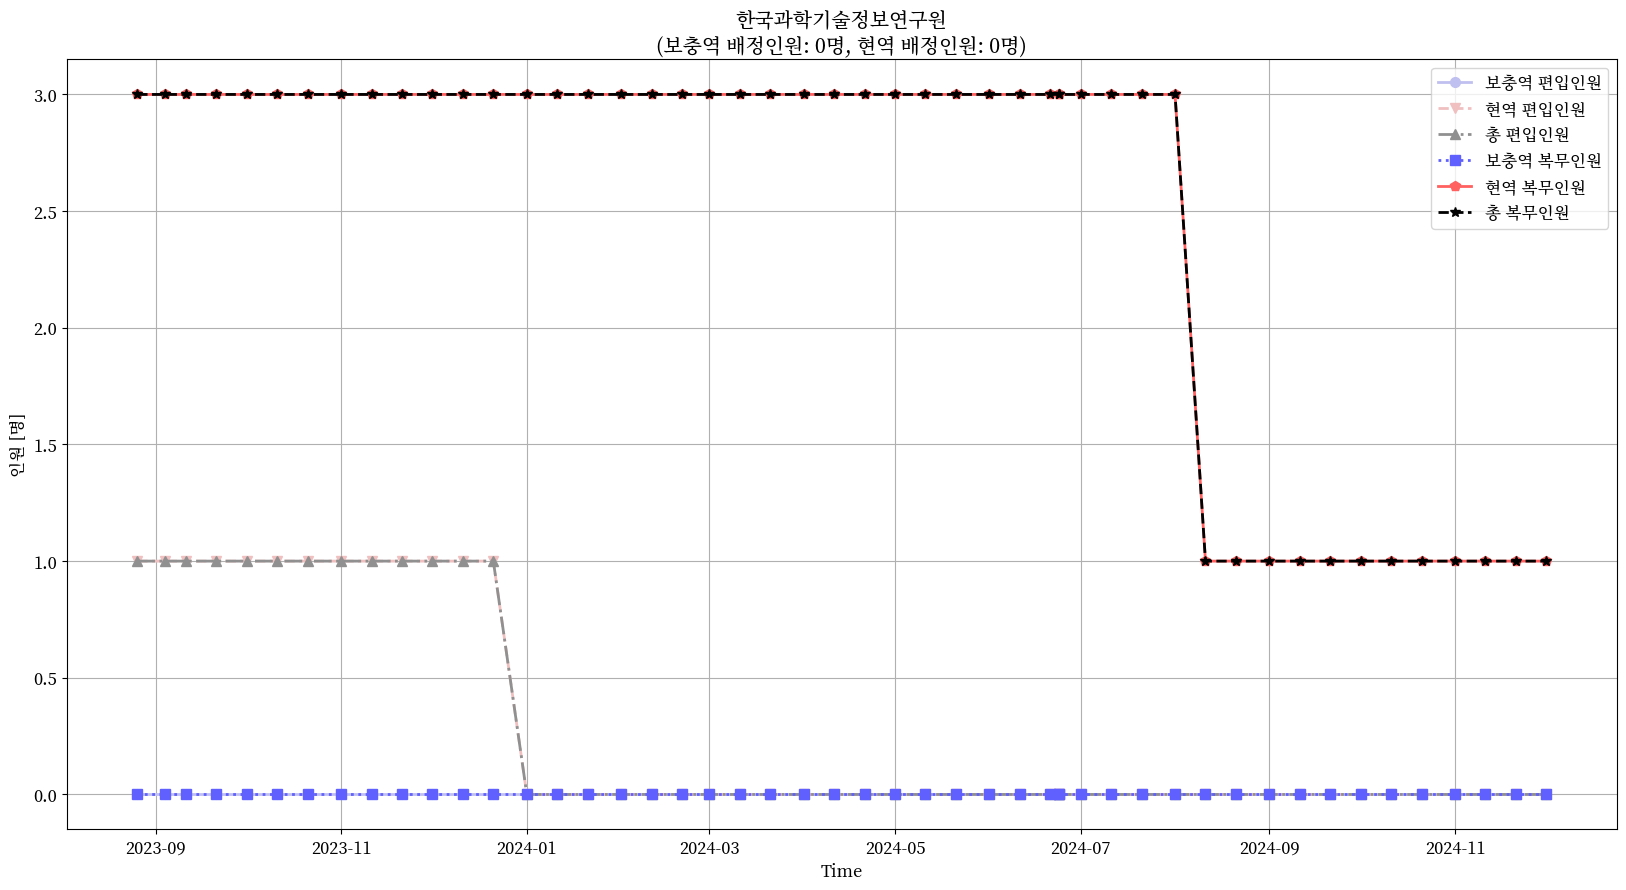 한국과학기술정보연구원
(보충역 배정인원: 0명, 현역 배정인원: 0명)
보충역 편입인원
현역 편입인원
총 편입인원
보충역 복무인원
현역 복무인원
총 복무인원
인원 [명]
3.0
2.5
2.0
1.5
1.0
0.5
0.0
2023-09
2023-11
2024-01
2024-03
2024-05
2024-07
2024-09
2024-11
Time